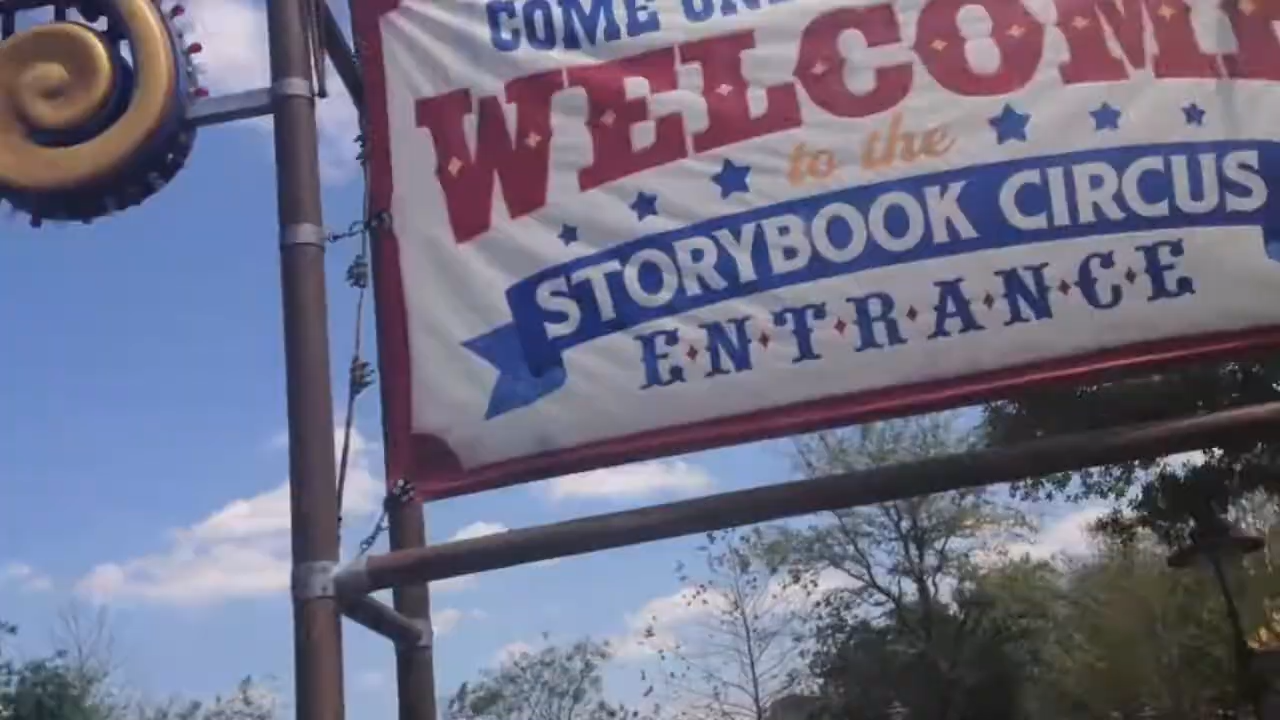 COME ONE
WELCOME
to the
STORYBOOK CIRCUS
ENTRANCE